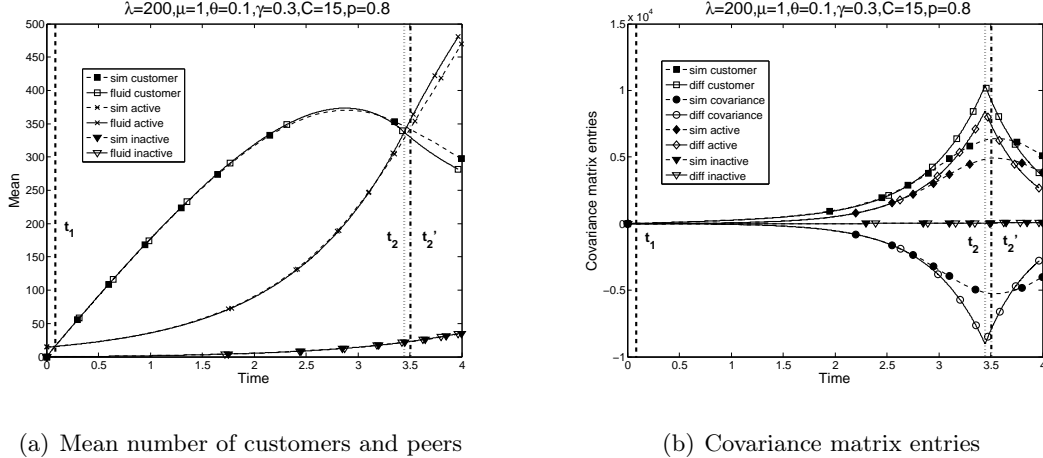 λ=200,μ=1,θ=0.1,γ=0.3,C=15,p=0.8
500
450
400
350
300
250
200
150
100
50
0
Mean
sim customer
fluid customer
sim active
fluid active
sim inactive
fluid inactive
t1
t2
t2'
0 0.5 1 1.5 2 2.5 3 3.5 4
Time
(a) Mean number of customers and peers
λ=200,μ=1,θ=0.1,γ=0.3,C=15,p=0.8
x 10^4
1.5
1
0.5
0
−0.5
−1
Covariance matrix entries
sim customer
diff customer
sim covariance
diff covariance
sim active
diff active
sim inactive
diff inactive
t1
t2
t2'
0 0.5 1 1.5 2 2.5 3 3.5 4
Time
(b) Covariance matrix entries